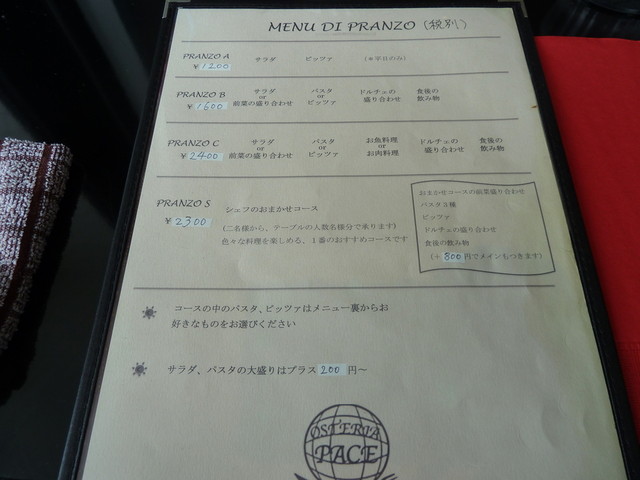 MENU DI PRANZO (税別)
PRANZO A サラダ ピッツァ (＊平日のみ)
￥1200
PRANZO B サラダ パスタ ドルチェの 食後の
or or 盛り合わせ 飲み物
￥1600 前菜の盛り合わせ ピッツァ
PRANZO C サラダ パスタ お魚料理 ドルチェの 食後の
or or or 盛り合わせ 飲み物
￥2400 前菜の盛り合わせ ピッツァ お肉料理
PRANZO S シェフのおまかせコース
￥2300 (二名様から、テーブルの人数名様分で承ります)
色々な料理を楽しめる、１番のおすすめコースです
おまかせコースの前菜盛り合わせ
パスタ３種
ピッツァ
ドルチェの盛り合わせ
食後の飲み物
(＋800円でメインもつきます)
コースの中のパスタ、ピッツァはメニュー裏からお
好きなものをお選びください
サラダ、パスタの大盛りはプラス 200 円～
OSTERIA
PACE